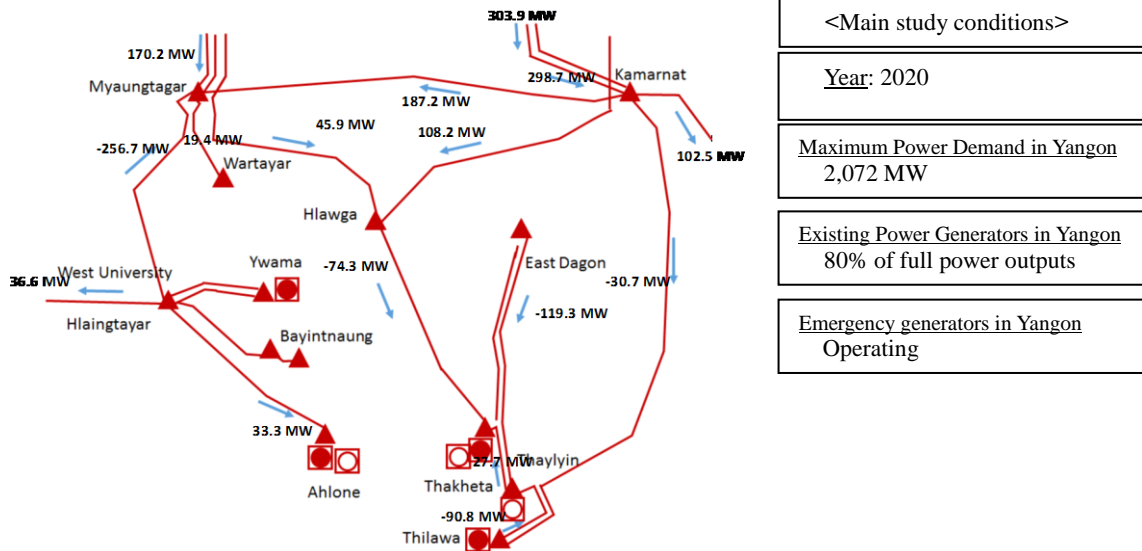 170.2 MW
303.9 MW
<Main study conditions>
Myaungtagar
298.7 MW
Kamarnat
Year: 2020
187.2 MW
45.9 MW
108.2 MW
19.4 MW
-256.7 MW
Wartayar
102.5 MW
Maximum Power Demand in Yangon
2,072 MW
Hlawga
Existing Power Generators in Yangon
80% of full power outputs
West University
Ywama
-74.3 MW
East Dagon
-30.7 MW
36.6 MW
Hlaingtayar
-119.3 MW
Emergency generators in Yangon
Operating
Bayintnaung
33.3 MW
Thaylyin
27.7 MW
Ahlone
Thakheta
-90.8 MW
Thilawa